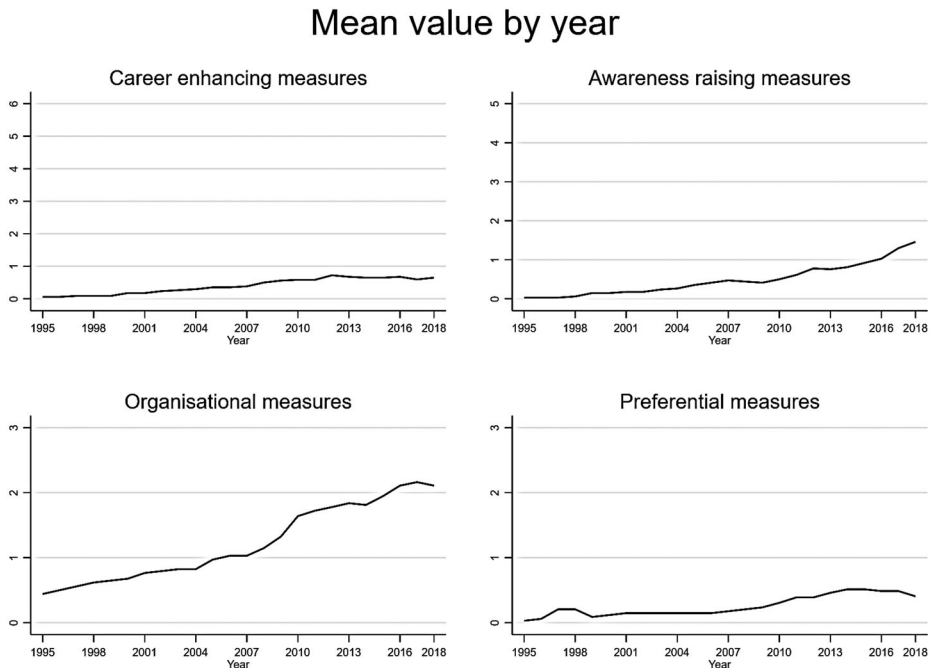 Mean value by year
Career enhancing measures
6
5
4
3
2
1
0
1995 1998 2001 2004 2007 2010 2013 2016 2018
Year
Awareness raising measures
5
4
3
2
1
0
1995 1998 2001 2004 2007 2010 2013 2016 2018
Year
Organisational measures
3
2
1
0
1995 1998 2001 2004 2007 2010 2013 2016 2018
Year
Preferential measures
3
2
1
0
1995 1998 2001 2004 2007 2010 2013 2016 2018
Year